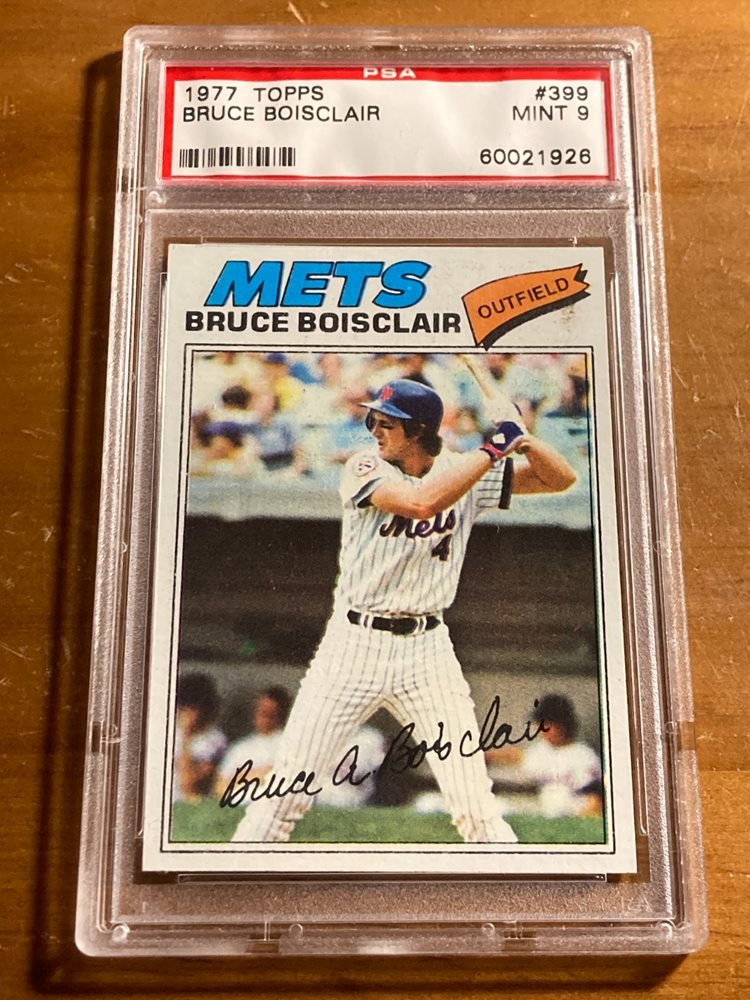 PSA
1977 TOPPS #399
BRUCE BOISCLAIR MINT 9
60021926
METS
OUTFIELD
BRUCE BOISCLAIR
Mets
4
Bruce A. Boisclair